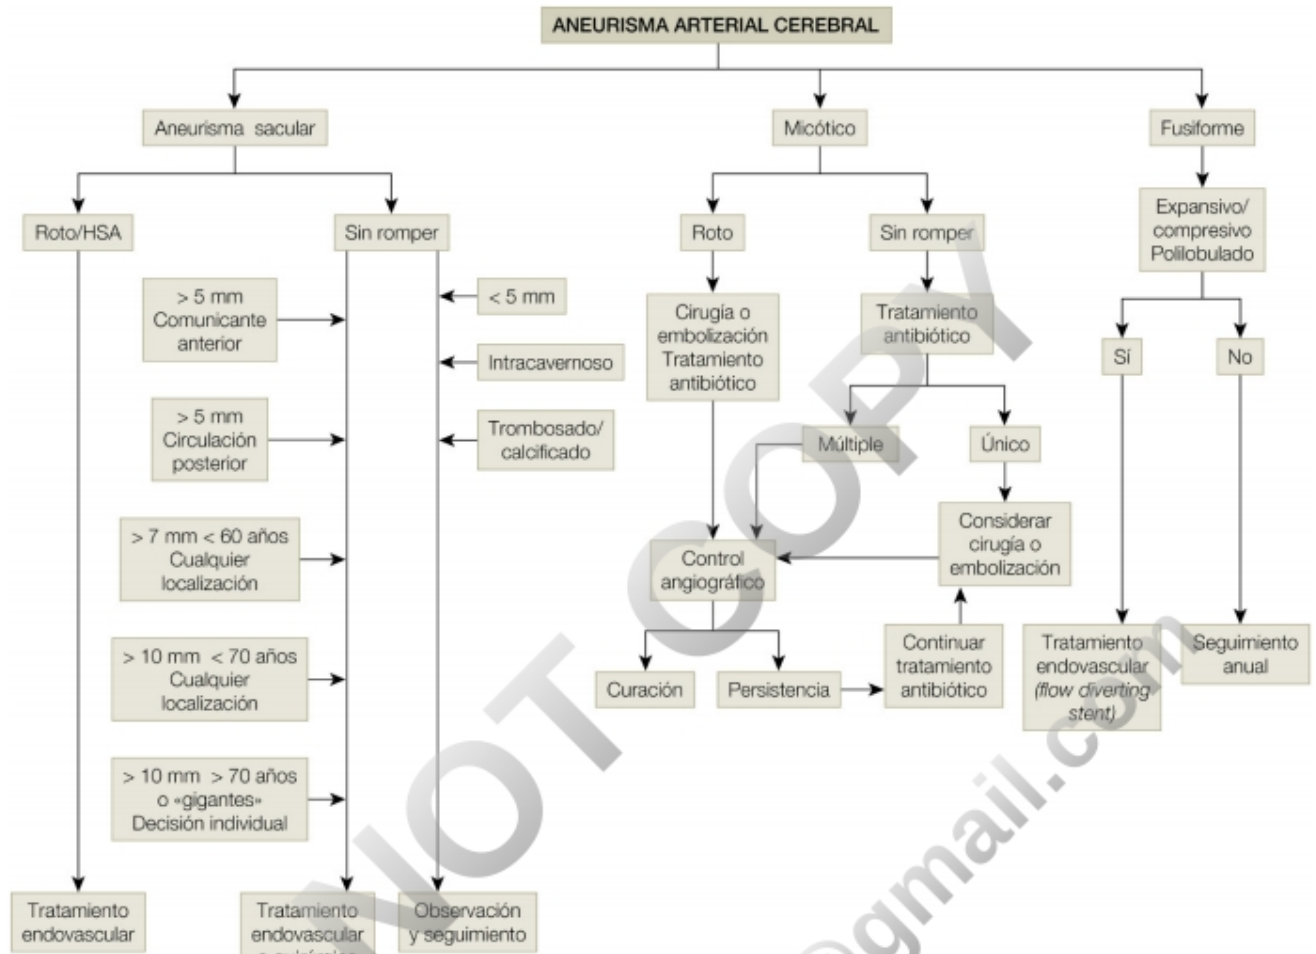 ANEURISMA ARTERIAL CEREBRAL
Aneurisma sacular
Micótico
Fusiforme
Roto/HSA
Sin romper
Roto
Sin romper
Expansivo/
compresivo
Polilobulado
> 5 mm
Comunicante
anterior
< 5 mm
Intracavernoso
> 5 mm
Circulación
posterior
Trombosado/
calcificado
> 7 mm < 60 años
Cualquier
localización
> 10 mm < 70 años
Cualquier
localización
> 10 mm > 70 años
o «gigantes»
Decisión individual
Tratamiento
endovascular
Tratamiento
endovascular
Observación
y seguimiento
Cirugía o
embolización
Tratamiento
antibiótico
Tratamiento
antibiótico
Múltiple
Único
Considerar
cirugía o
embolización
Control
angiográfico
Curación
Persistencia
Continuar
tratamiento
antibiótico
Sí
No
Tratamiento
endovascular
(flow diverting
stent)
Seguimiento
anual
NOT COPY
@gmail.com